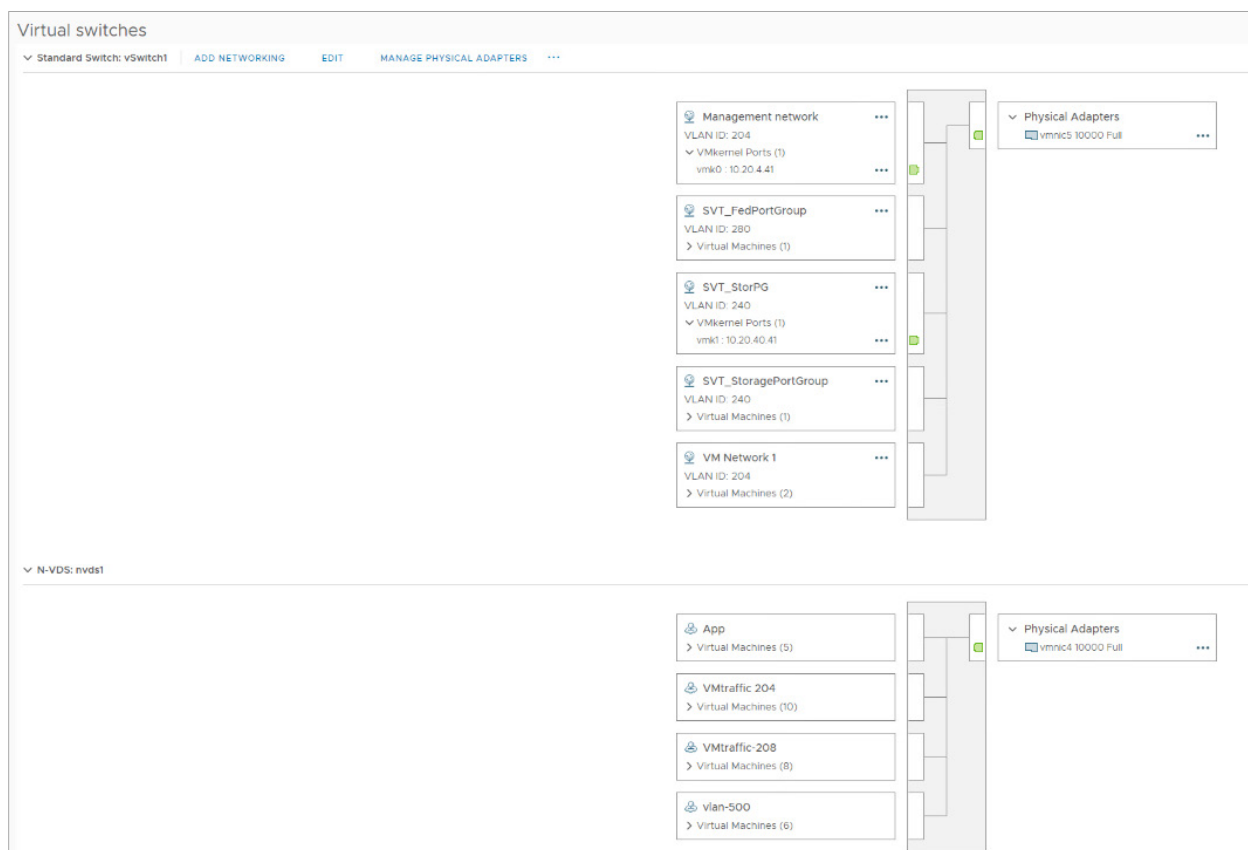 Virtual switches
Standard Switch: vSwitch1 ADD NETWORKING EDIT MANAGE PHYSICAL ADAPTERS ...
Management network ...
VLAN ID: 204
VMkernel Ports (1)
vmk0 : 10.20.4.41 ...
Physical Adapters
vmnic5 10000 Full ...
SVT_FedPortGroup ...
VLAN ID: 280
Virtual Machines (1)
SVT_StorPG ...
VLAN ID: 240
VMkernel Ports (1)
vmk1 : 10.20.40.41 ...
SVT_StoragePortGroup ...
VLAN ID: 240
Virtual Machines (1)
VM Network 1 ...
VLAN ID: 204
Virtual Machines (2)
N-VDS: nvds1
App
Virtual Machines (5)
Physical Adapters
vmnic4 10000 Full ...
VMtraffic 204
Virtual Machines (10)
VMtraffic-208
Virtual Machines (8)
vlan-500
Virtual Machines (6)